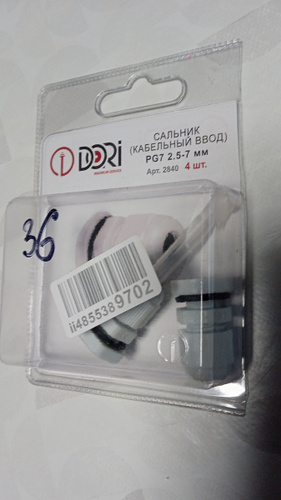 DORI
САЛЬНИК
(КАБЕЛЬНЫЙ ВВОД)
PG7 2.5-7 мм
Арт. 2840 4 шт.
36
ii4855389702